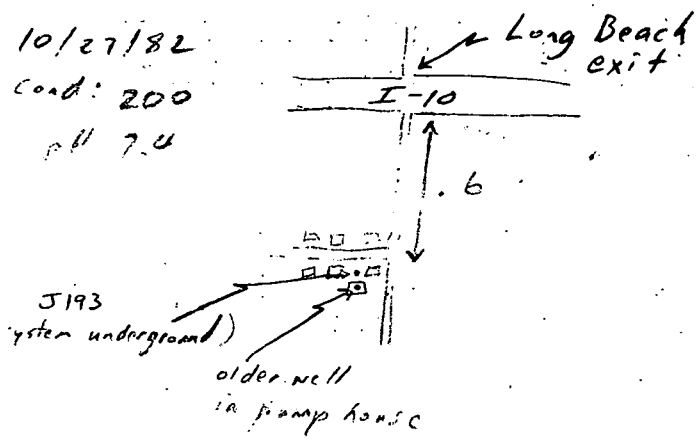 10/27/82
Cond: 200
pH 7.4
Long Beach
exit
I-10
.6
J193
ystem underground)
older well
in pump house